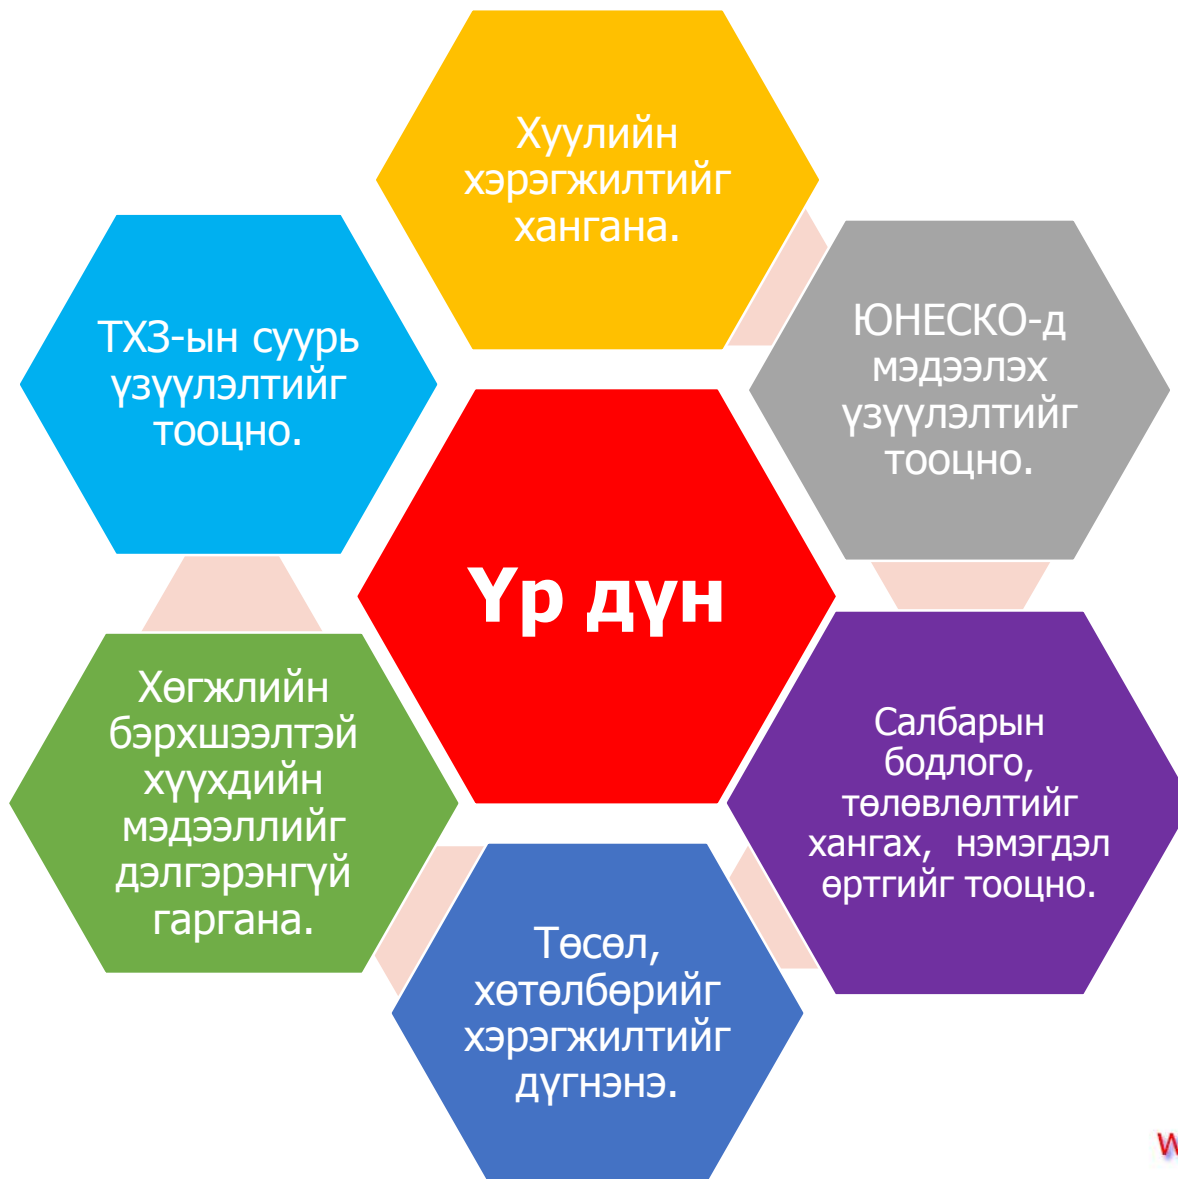 Хуулийн
хэрэгжилтийг
хангана.
ЮНЕСКО-д
мэдээлэх
үзүүлэлтийг
тооцно.
Салбарын
бодлого,
төлөвлөлтийг
хангах, нэмэгдэл
өртгийг тооцно.
Төсөл,
хөтөлбөрийг
хэрэгжилтийг
дүгнэнэ.
Хөгжлийн
бэрхшээлтэй
хүүхдийн
мэдээллийг
дэлгэрэнгүй
гаргана.
ТХЗ-ын суурь
үзүүлэлтийг
тооцно.
Үр дүн